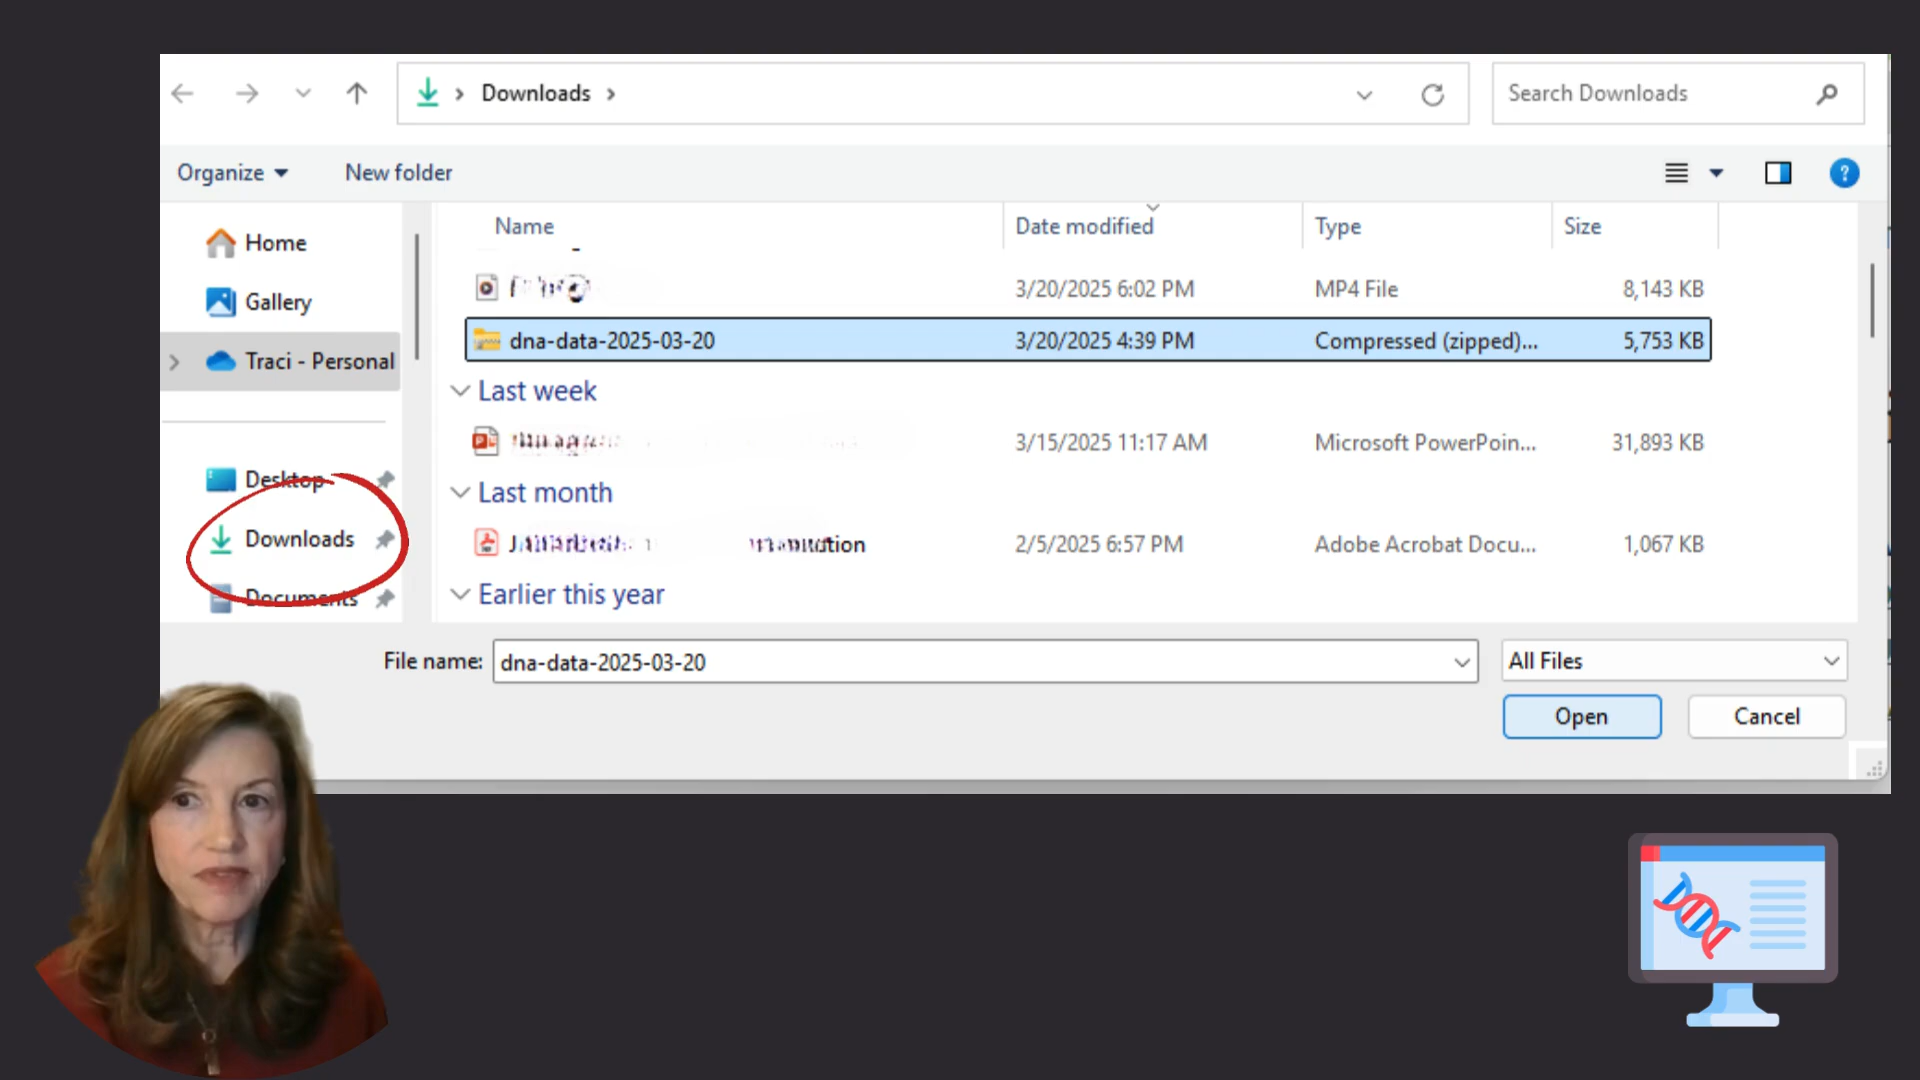 Downloads
Search Downloads
Organize
New folder
?
Name
Date modified
Type
Size
Home
Gallery
Traci - Personal
Desktop
Downloads
Documents
3/20/2025 6:02 PM
MP4 File
8,143 KB
dna-data-2025-03-20
3/20/2025 4:39 PM
Compressed (zipped)...
5,753 KB
Last week
3/15/2025 11:17 AM
Microsoft PowerPoin...
31,893 KB
Last month
2/5/2025 6:57 PM
Adobe Acrobat Docu...
1,067 KB
Earlier this year
File name:
dna-data-2025-03-20
All Files
Open
Cancel